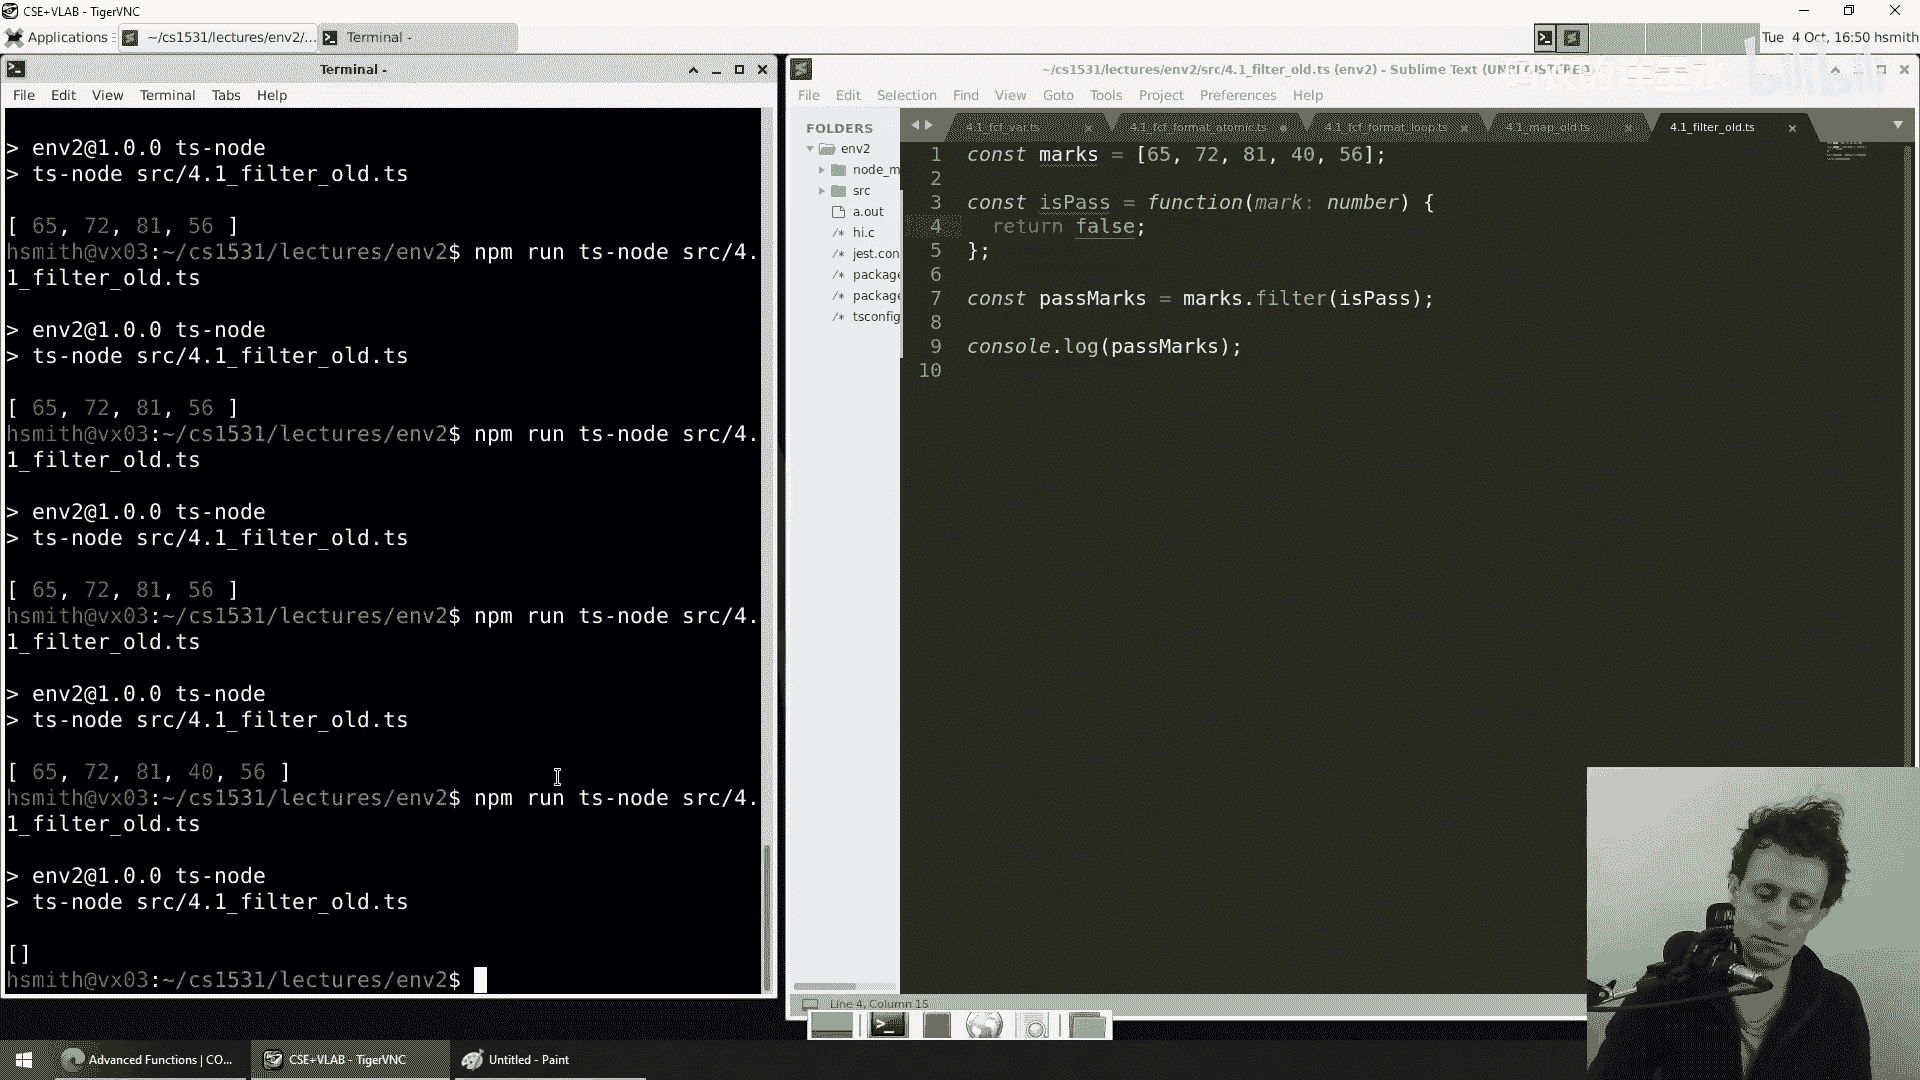 CSE+VLAB - TigerVNC
Applications
~/cs1531/lectures/env2/...
Terminal -
Tue 4 Oct, 16:50 hsmith
Terminal -
File Edit View Terminal Tabs Help
> env2@1.0.0 ts-node
> ts-node src/4.1_filter_old.ts
[ 65, 72, 81, 56 ]
hsmith@vx03:~/cs1531/lectures/env2$ npm run ts-node src/4.
1_filter_old.ts
> env2@1.0.0 ts-node
> ts-node src/4.1_filter_old.ts
[ 65, 72, 81, 56 ]
hsmith@vx03:~/cs1531/lectures/env2$ npm run ts-node src/4.
1_filter_old.ts
> env2@1.0.0 ts-node
> ts-node src/4.1_filter_old.ts
[ 65, 72, 81, 56 ]
hsmith@vx03:~/cs1531/lectures/env2$ npm run ts-node src/4.
1_filter_old.ts
> env2@1.0.0 ts-node
> ts-node src/4.1_filter_old.ts
[ 65, 72, 81, 40, 56 ]
hsmith@vx03:~/cs1531/lectures/env2$ npm run ts-node src/4.
1_filter_old.ts
> env2@1.0.0 ts-node
> ts-node src/4.1_filter_old.ts
[]
hsmith@vx03:~/cs1531/lectures/env2$
~/cs1531/lectures/env2/src/4.1_filter_old.ts (env2) - Sublime Text (UNREGISTERED)
File Edit Selection Find View Goto Tools Project Preferences Help
FOLDERS
env2
node_m
src
a.out
hi.c
jest.con
package
package
tsconfig
4.1_fcf_var.ts
4.1_fcf_format_atomic.ts
4.1_fcf_format_loop.ts
4.1_map_old.ts
4.1_filter_old.ts
1 const marks = [65, 72, 81, 40, 56];
2
3 const isPass = function(mark: number) {
4 return false;
5 };
6
7 const passMarks = marks.filter(isPass);
8
9 console.log(passMarks);
10
Line 4, Column 15
Advanced Functions | CO...
CSE+VLAB - TigerVNC
Untitled - Paint